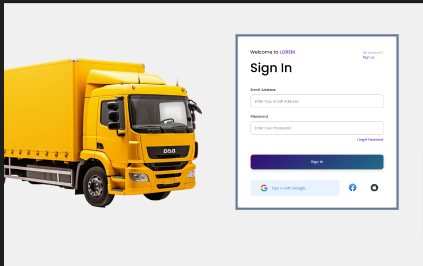 Welcome to LOREM
No Account ?
Sign up
Sign In
Email Address
Enter Your Email Address
Password
Enter Your Password
Forgot Password
Sign In
Sign in with Google
DAF